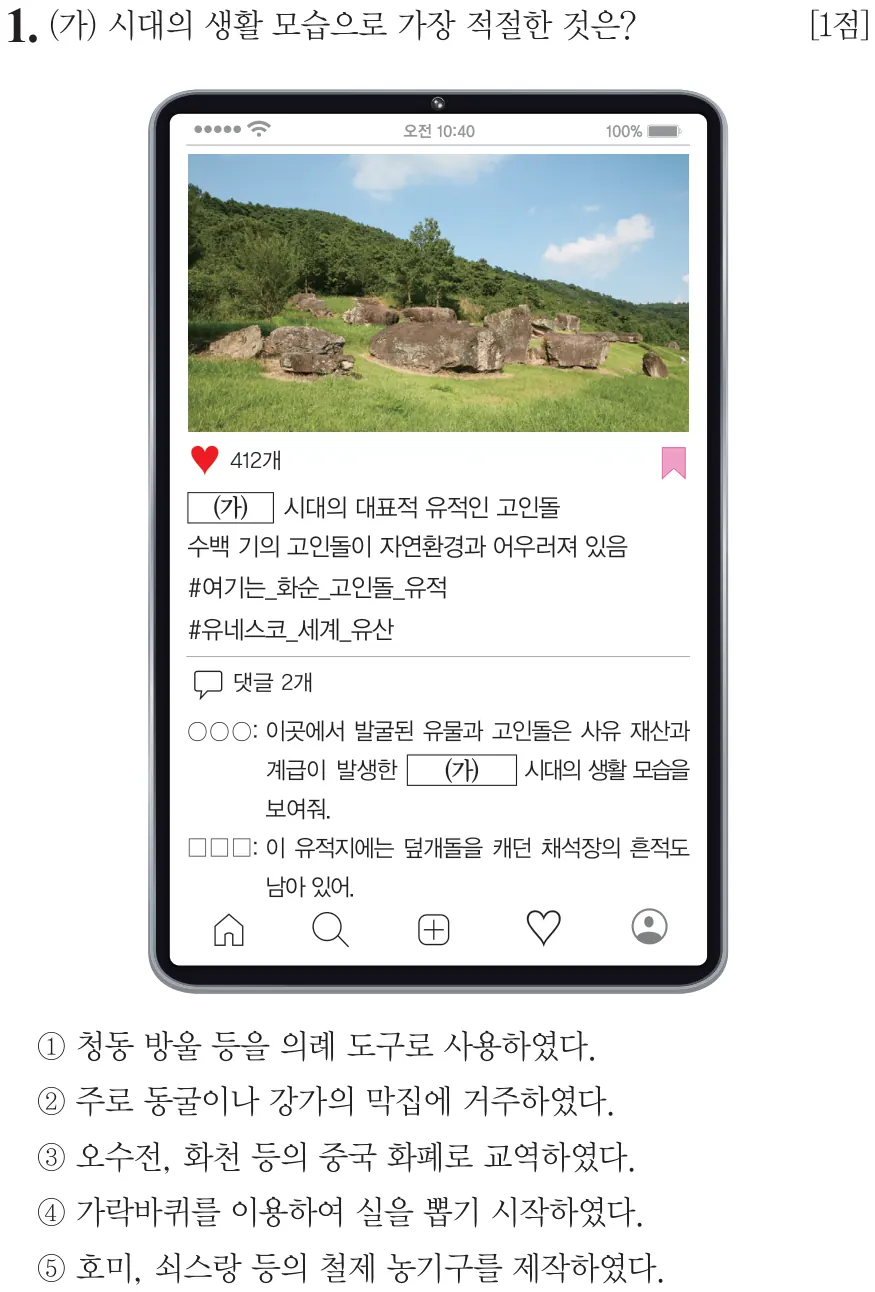 1. (가) 시대의 생활 모습으로 가장 적절한 것은? [1점]
오전 10:40 100%
412개
(가) 시대의 대표적 유적인 고인돌
수백 기의 고인돌이 자연환경과 어우러져 있음
#여기는_화순_고인돌_유적
#유네스코_세계_유산
댓글 2개
○○○: 이곳에서 발굴된 유물과 고인돌은 사유 재산과
계급이 발생한 (가) 시대의 생활 모습을
보여줘.
□□□: 이 유적지에는 덮개돌을 캐던 채석장의 흔적도
남아 있어.
① 청동 방울 등을 의례 도구로 사용하였다.
② 주로 동굴이나 강가의 막집에 거주하였다.
③ 오수전, 화천 등의 중국 화폐로 교역하였다.
④ 가락바퀴를 이용하여 실을 뽑기 시작하였다.
⑤ 호미, 쇠스랑 등의 철제 농기구를 제작하였다.